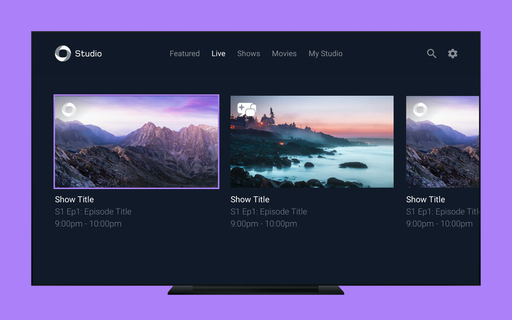 Studio
Featured Live Shows Movies My Studio
Show Title
S1 Ep1: Episode Title
9:00pm - 10:00pm
Show Title
S1 Ep1: Episode Title
9:00pm - 10:00pm
Show Title
S1 Ep1: Episode Titl
9:00pm - 10:00pm